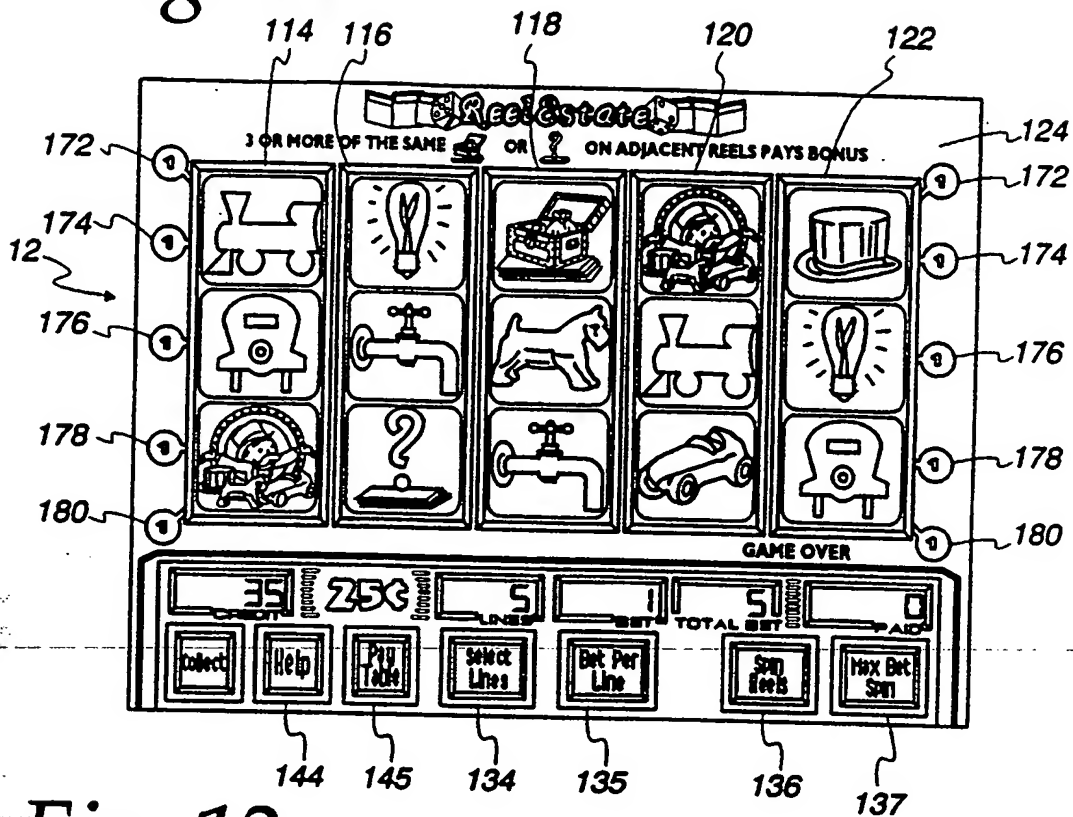 8
114 116 118 120 122
Reel Estate
124
3 OR MORE OF THE SAME OR ON ADJACENT REELS PAYS BONUS
172 172
174 174
12
176 176
178 178
180 180
GAME OVER
35 25¢ 5 1 5 0
CREDIT LINES BET TOTAL BET PAID
Collect Help Pay Table Select Lines Bet Per Line Spin Reels Max Bet Spin
144 145 134 135 136 137